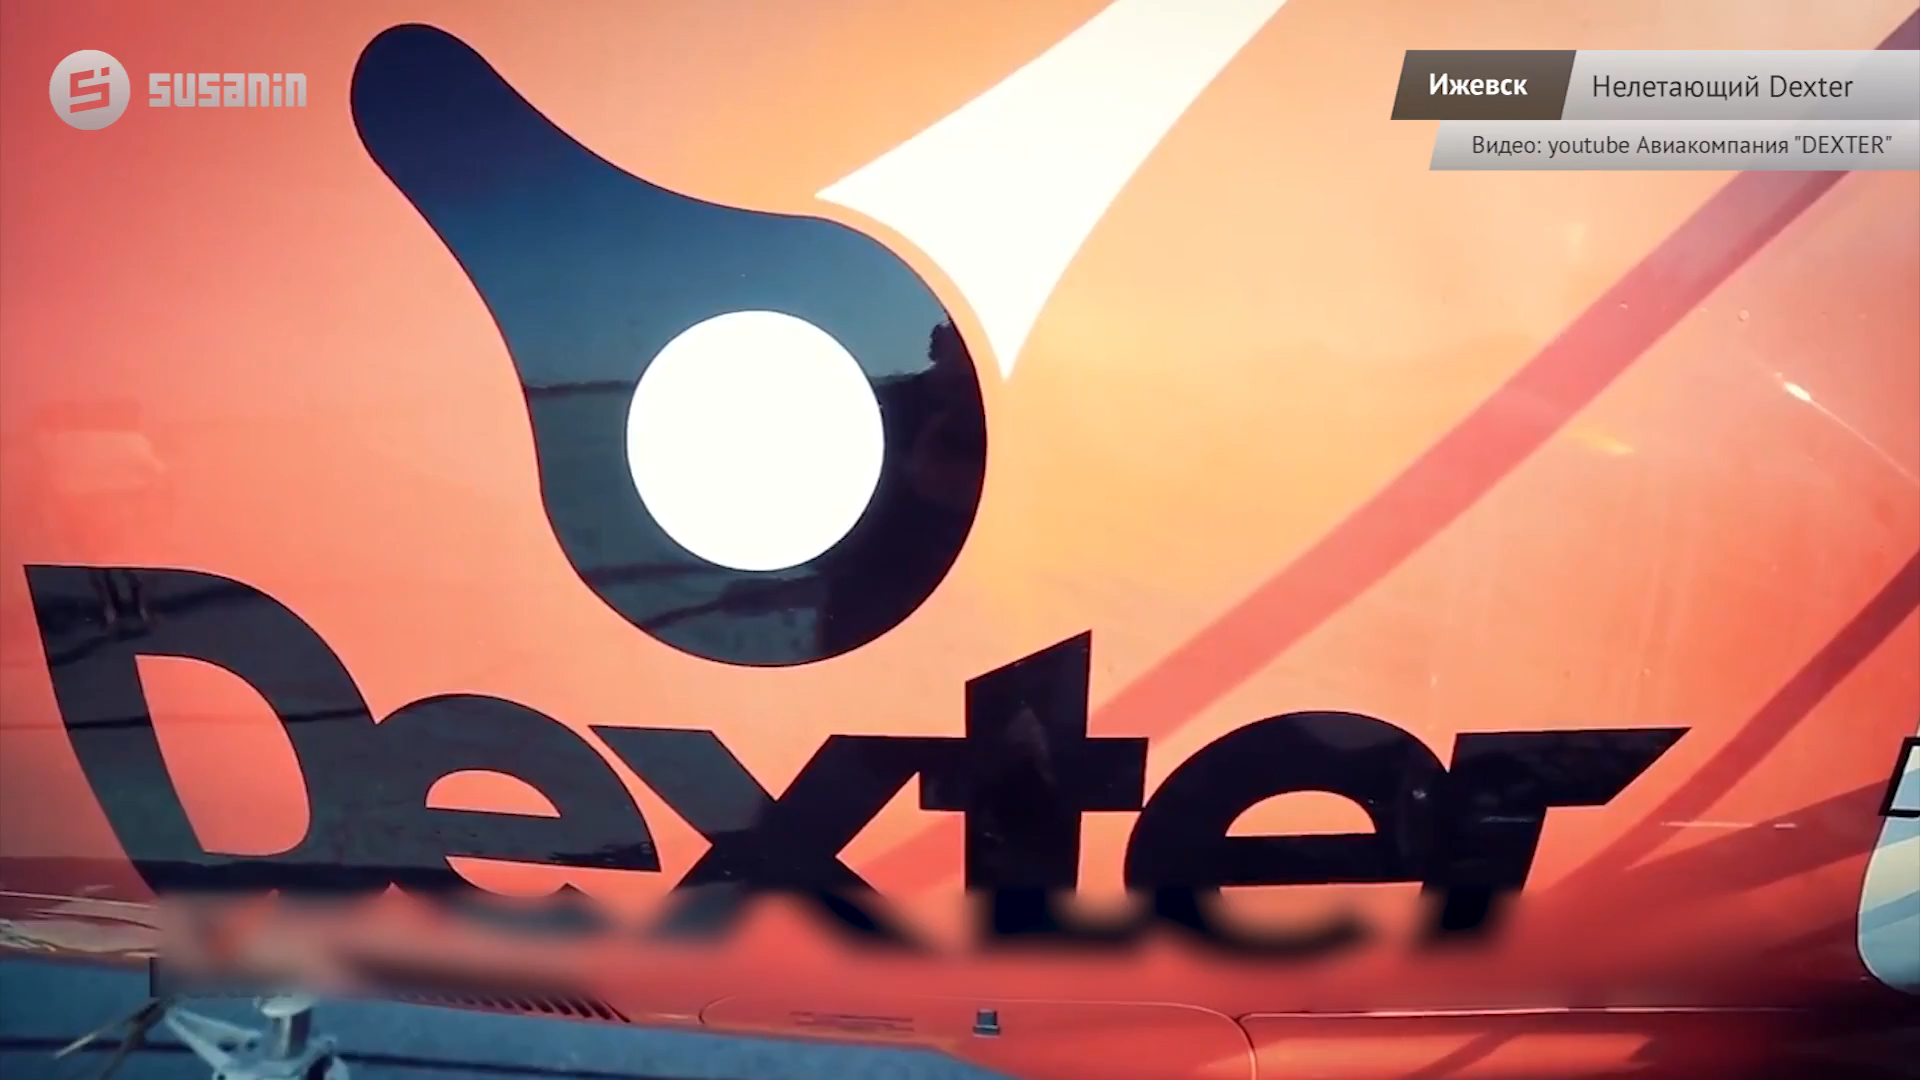 susanin
Ижевск
Нелетающий Dexter
Видео: youtube Авиакомпания "DEXTER"
Dexter